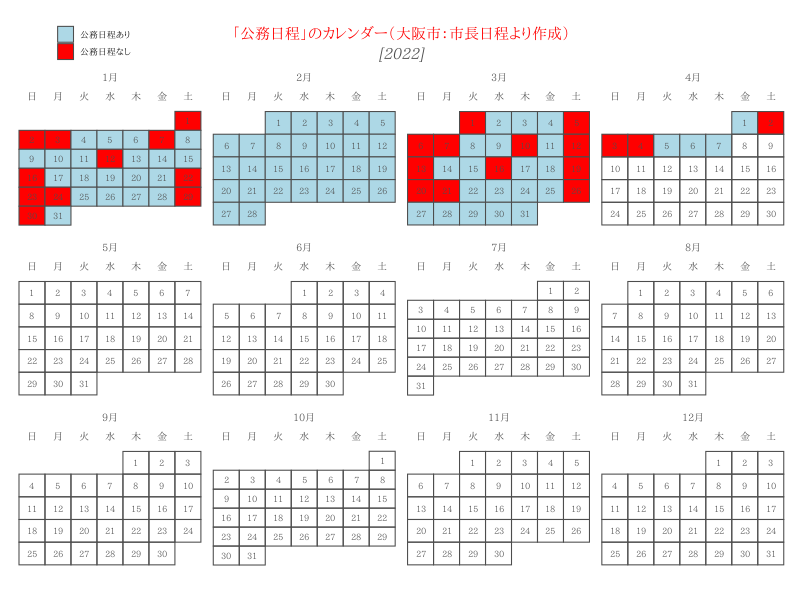 公務日程あり
公務日程なし
「公務日程」のカレンダー（大阪市：市長日程より作成）
[2022]
1月
日 月 火 水 木 金 土
1
2 3 4 5 6 7 8
9 10 11 12 13 14 15
16 17 18 19 20 21 22
23 24 25 26 27 28 29
30 31
2月
日 月 火 水 木 金 土
1 2 3 4 5
6 7 8 9 10 11 12
13 14 15 16 17 18 19
20 21 22 23 24 25 26
27 28
3月
日 月 火 水 木 金 土
1 2 3 4 5
6 7 8 9 10 11 12
13 14 15 16 17 18 19
20 21 22 23 24 25 26
27 28 29 30 31
4月
日 月 火 水 木 金 土
1 2
3 4 5 6 7 8 9
10 11 12 13 14 15 16
17 18 19 20 21 22 23
24 25 26 27 28 29 30
5月
日 月 火 水 木 金 土
1 2 3 4 5 6 7
8 9 10 11 12 13 14
15 16 17 18 19 20 21
22 23 24 25 26 27 28
29 30 31
6月
日 月 火 水 木 金 土
1 2 3 4
5 6 7 8 9 10 11
12 13 14 15 16 17 18
19 20 21 22 23 24 25
26 27 28 29 30
7月
日 月 火 水 木 金 土
1 2
3 4 5 6 7 8 9
10 11 12 13 14 15 16
17 18 19 20 21 22 23
24 25 26 27 28 29 30
31
8月
日 月 火 水 木 金 土
1 2 3 4 5 6
7 8 9 10 11 12 13
14 15 16 17 18 19 20
21 22 23 24 25 26 27
28 29 30 31
9月
日 月 火 水 木 金 土
1 2 3
4 5 6 7 8 9 10
11 12 13 14 15 16 17
18 19 20 21 22 23 24
25 26 27 28 29 30
10月
日 月 火 水 木 金 土
1
2 3 4 5 6 7 8
9 10 11 12 13 14 15
16 17 18 19 20 21 22
23 24 25 26 27 28 29
30 31
11月
日 月 火 水 木 金 土
1 2 3 4 5
6 7 8 9 10 11 12
13 14 15 16 17 18 19
20 21 22 23 24 25 26
27 28 29 30
12月
日 月 火 水 木 金 土
1 2 3
4 5 6 7 8 9 10
11 12 13 14 15 16 17
18 19 20 21 22 23 24
25 26 27 28 29 30 31